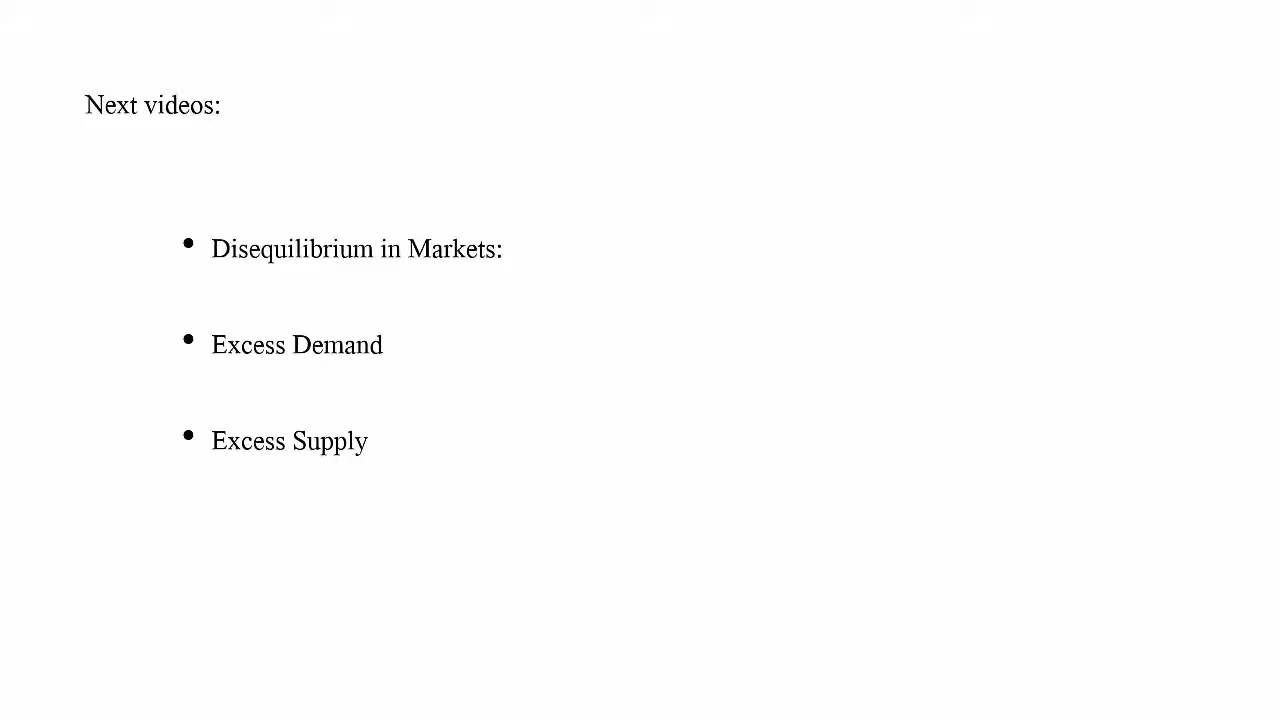 Next videos:
• Disequilibrium in Markets:
• Excess Demand
• Excess Supply